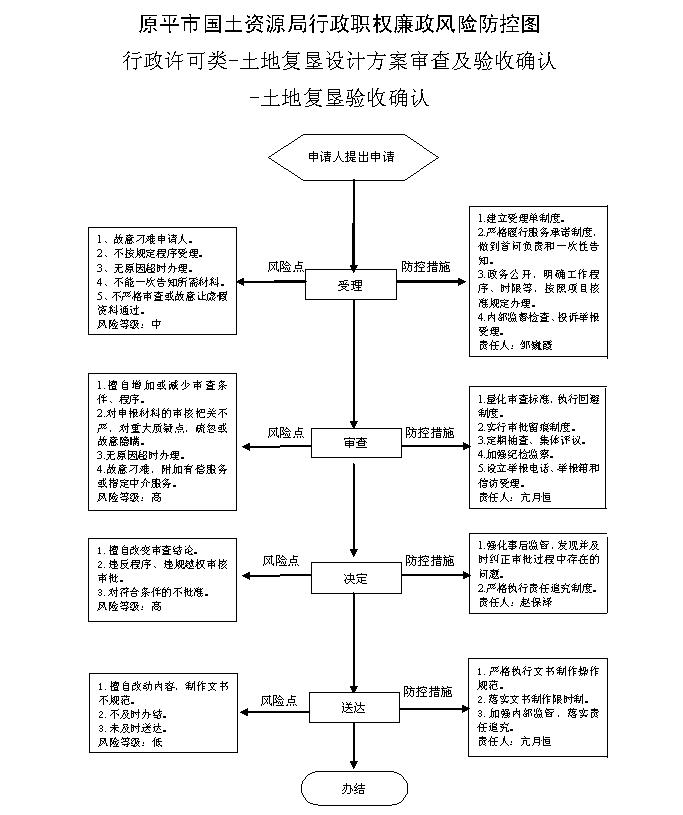 原平市国土资源局行政职权廉政风险防控图
行政许可类-土地复垦设计方案审查及验收确认
-土地复垦验收确认
申请人提出申请
1、故意刁难申请人。
2、不按规定程序受理。
3、无原因超时办理。
4、不能一次告知所需材料。
5、不严格审查或故意让虚假
资料通过。
风险等级：中
风险点
受理
防控措施
1.建立受理单制度。
2.严格履行服务承诺制度，
做到首问负责和一次性告
知。
3.政务公开，明确工作程
序、时限等，按照项目核
准规定办理。
4.内部监督检查、投诉举报
受理。
责任人：邹巍霞
1.擅自增加或减少审查条
件、程序。
2.对申报材料的审核把关不
严，对重大质疑点，疏忽或
故意隐瞒。
3.无原因超时办理。
4.故意刁难，附加有偿服务
或指定中介服务。
风险等级：高
风险点
审查
防控措施
1.量化审查标准，执行回避
制度。
2.实行审批留痕制度。
3.定期抽查、集体评议。
4.加强纪检监察。
5.设立举报电话、举报箱和
信访受理。
责任人：亢月恒
1. 擅自改变审查结论。
2. 违反程序、违规越权审核
审批。
3. 对符合条件的不批准。
风险等级：高
风险点
决定
防控措施
1.强化事后监管，发现并及
时纠正审批过程中存在的
问题。
2.严格执行责任追究制度。
责任人：赵保泽
1. 擅自改动内容，制作文书
不规范。
2. 不及时办结。
3. 未及时送达。
风险等级：低
风险点
送达
防控措施
1. 严格执行文书制作操作
规范。
2. 落实文书制作限时制。
3. 加强内部监管，落实责
任追究。
责任人：亢月恒
办结